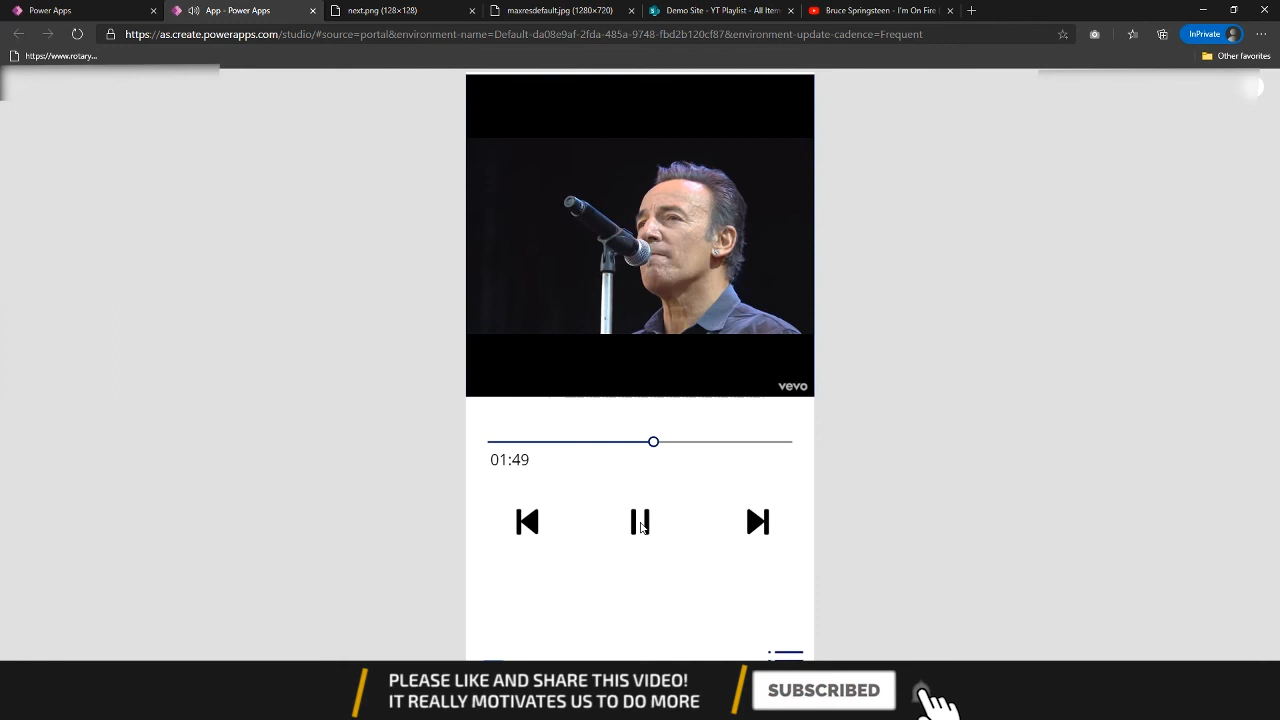 Power Apps
App - Power Apps
next.png (128×128)
maxresdefault.jpg (1280×720)
Demo Site - YT Playlist - All Item
Bruce Springsteen - I'm On Fire (
https://as.create.powerapps.com/studio/#source=portal&environment-name=Default-da08e9af-2fda-485a-9748-fbd2b120cf87&environment-update-cadence=Frequent
InPrivate
https://www.rotary...
Other favorites
vevo
01:49
PLEASE LIKE AND SHARE THIS VIDEO!
IT REALLY MOTIVATES US TO DO MORE
SUBSCRIBED